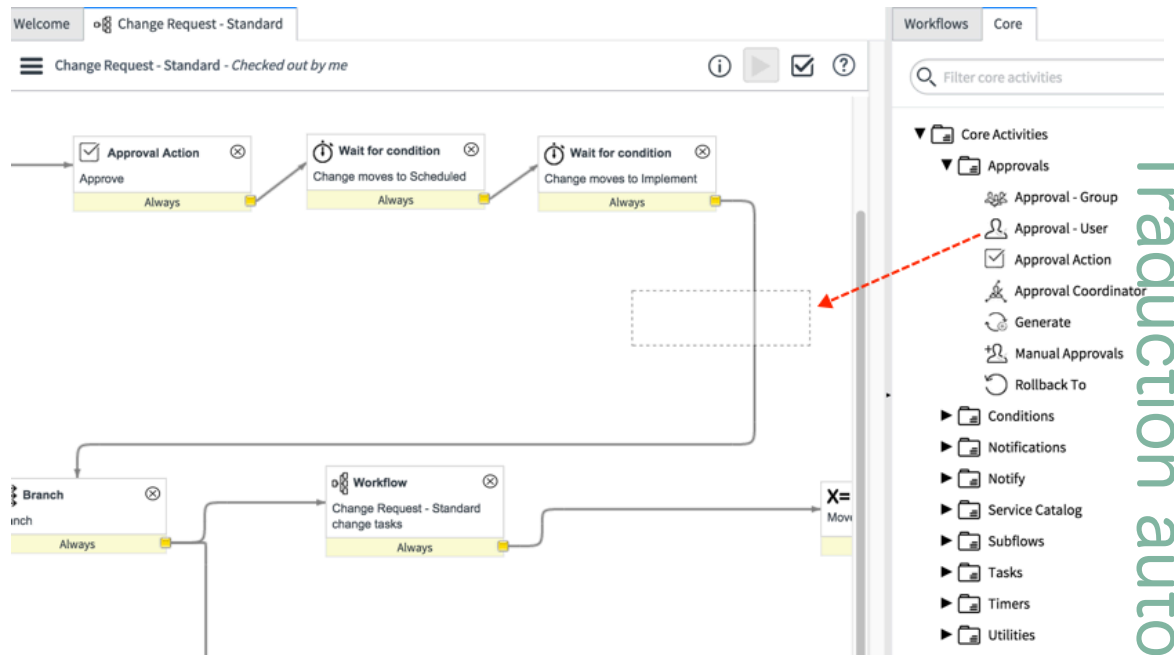 Welcome
Change Request - Standard
Workflows
Core
Change Request - Standard - Checked out by me
Filter core activities
Approval Action
Approve
Always
Wait for condition
Change moves to Scheduled
Always
Wait for condition
Change moves to Implement
Always
Branch
Always
Workflow
Change Request - Standard
change tasks
Always
X=
Core Activities
Approvals
Approval - Group
Approval - User
Approval Action
Approval Coordinator
Generate
Manual Approvals
Rollback To
Conditions
Notifications
Notify
Service Catalog
Subflows
Tasks
Timers
Utilities
Traduction auto